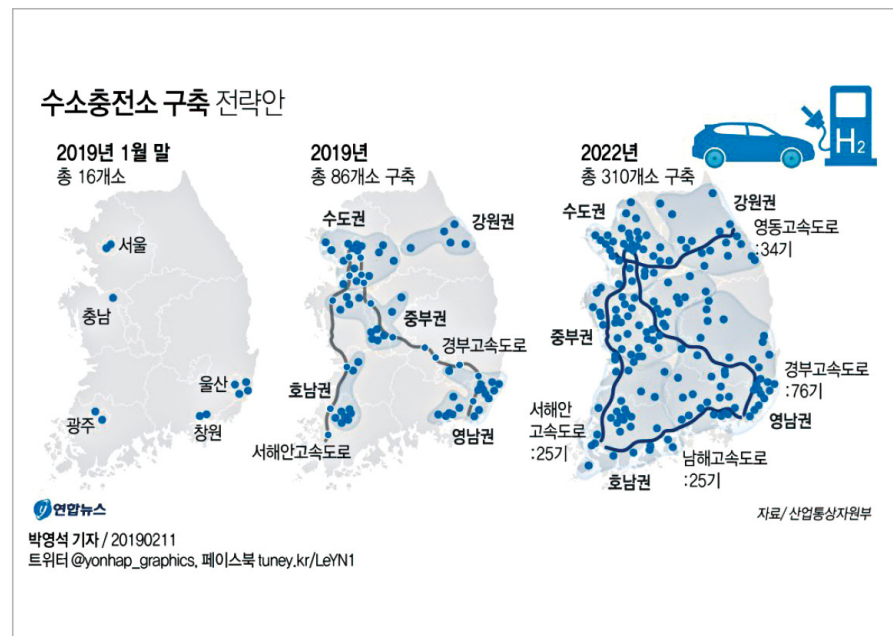 수소충전소 구축 전략안
H2
2019년 1월 말
총 16개소
서울
충남
울산
광주
창원
2019년
총 86개소 구축
수도권
강원권
중부권
경부고속도로
호남권
영남권
서해안고속도로
2022년
총 310개소 구축
강원권
수도권
영동고속도로
:34기
중부권
경부고속도로
:76기
서해안
고속도로
:25기
영남권
남해고속도로
:25기
호남권
연합뉴스
자료/ 산업통상자원부
박영석 기자 / 20190211
트위터 @yonhap_graphics, 페이스북 tuney.kr/LeYN1